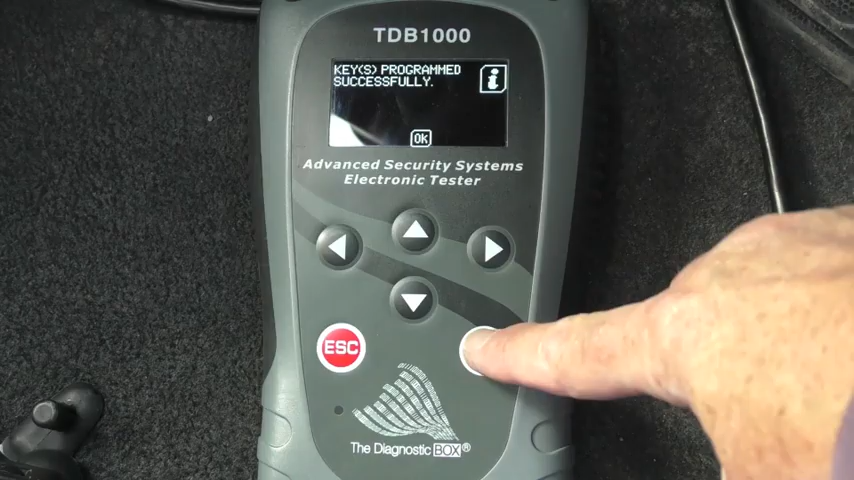 TDB1000
KEY(S) PROGRAMMED
SUCCESSFULLY.
i
OK
Advanced Security Systems
Electronic Tester
ESC
The Diagnostic BOX®